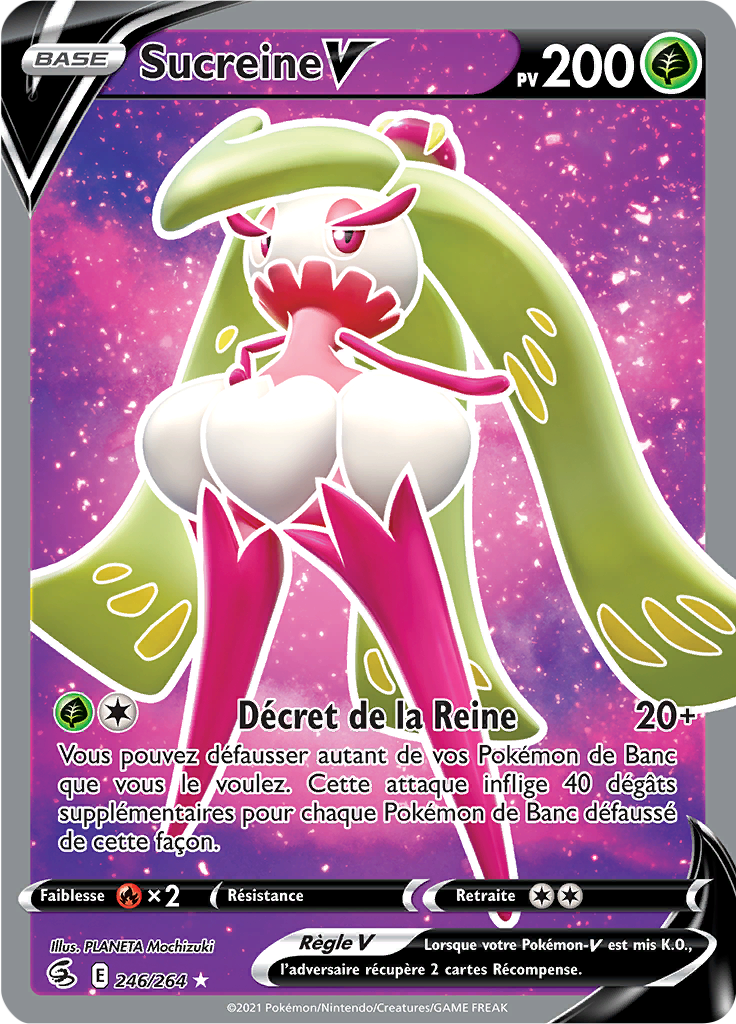 BASE Sucreine V PV 200
Décret de la Reine 20+
Vous pouvez défausser autant de vos Pokémon de Banc
que vous le voulez. Cette attaque inflige 40 dégâts
supplémentaires pour chaque Pokémon de Banc défaussé
de cette façon.
Faiblesse ×2 Résistance Retraite
Illus. PLANETA Mochizuki
Règle V Lorsque votre Pokémon-V est mis K.O.,
l'adversaire récupère 2 cartes Récompense.
E 246/264 ★
©2021 Pokémon/Nintendo/Creatures/GAME FREAK